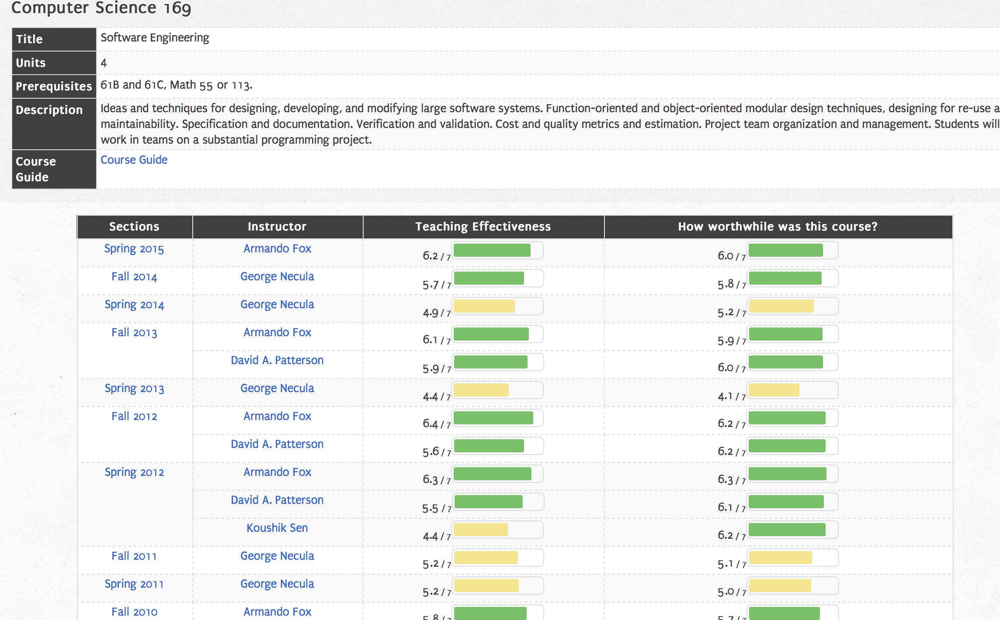 Computer Science 169
Title Software Engineering
Units 4
Prerequisites 61B and 61C, Math 55 or 113.
Description Ideas and techniques for designing, developing, and modifying large software systems. Function-oriented and object-oriented modular design techniques, designing for re-use a
maintainability. Specification and documentation. Verification and validation. Cost and quality metrics and estimation. Project team organization and management. Students will
work in teams on a substantial programming project.
Course Guide Course Guide
Sections Instructor Teaching Effectiveness How worthwhile was this course?
Spring 2015 Armando Fox 6.2 / 7 6.0 / 7
Fall 2014 George Necula 5.7 / 7 5.8 / 7
Spring 2014 George Necula 4.9 / 7 5.2 / 7
Fall 2013 Armando Fox 6.1 / 7 5.9 / 7
David A. Patterson 5.9 / 7 6.0 / 7
Spring 2013 George Necula 4.4 / 7 4.1 / 7
Fall 2012 Armando Fox 6.4 / 7 6.2 / 7
David A. Patterson 5.6 / 7 6.2 / 7
Spring 2012 Armando Fox 6.3 / 7 6.3 / 7
David A. Patterson 5.5 / 7 6.1 / 7
Koushik Sen 4.4 / 7 6.2 / 7
Fall 2011 George Necula 5.2 / 7 5.1 / 7
Spring 2011 George Necula 5.2 / 7 5.0 / 7
Fall 2010 Armando Fox 5.8 / 7 5.7 / 7